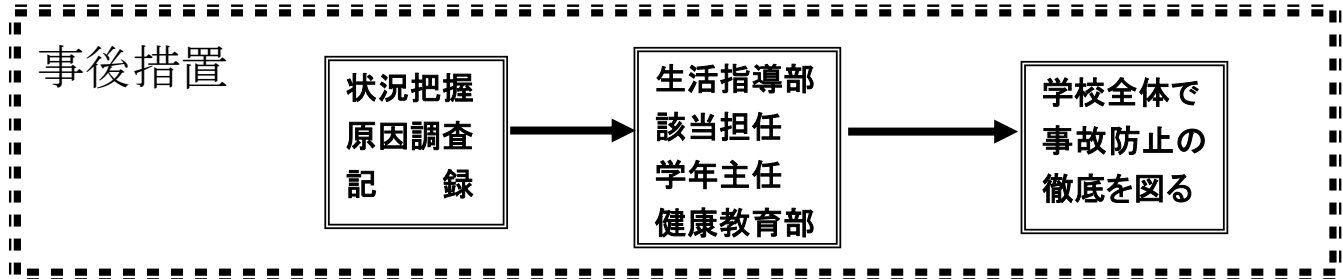 事後措置
状況把握
原因調査
記　　録
生活指導部
該当担任
学年主任
健康教育部
学校全体で
事故防止の
徹底を図る